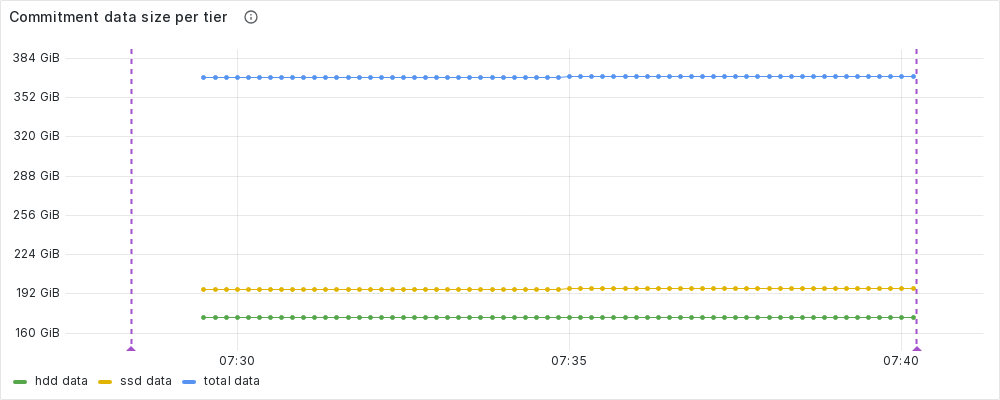 Commitment data size per tier
384 GiB
352 GiB
320 GiB
288 GiB
256 GiB
224 GiB
192 GiB
160 GiB
07:30 07:35 07:40
hdd data ssd data total data